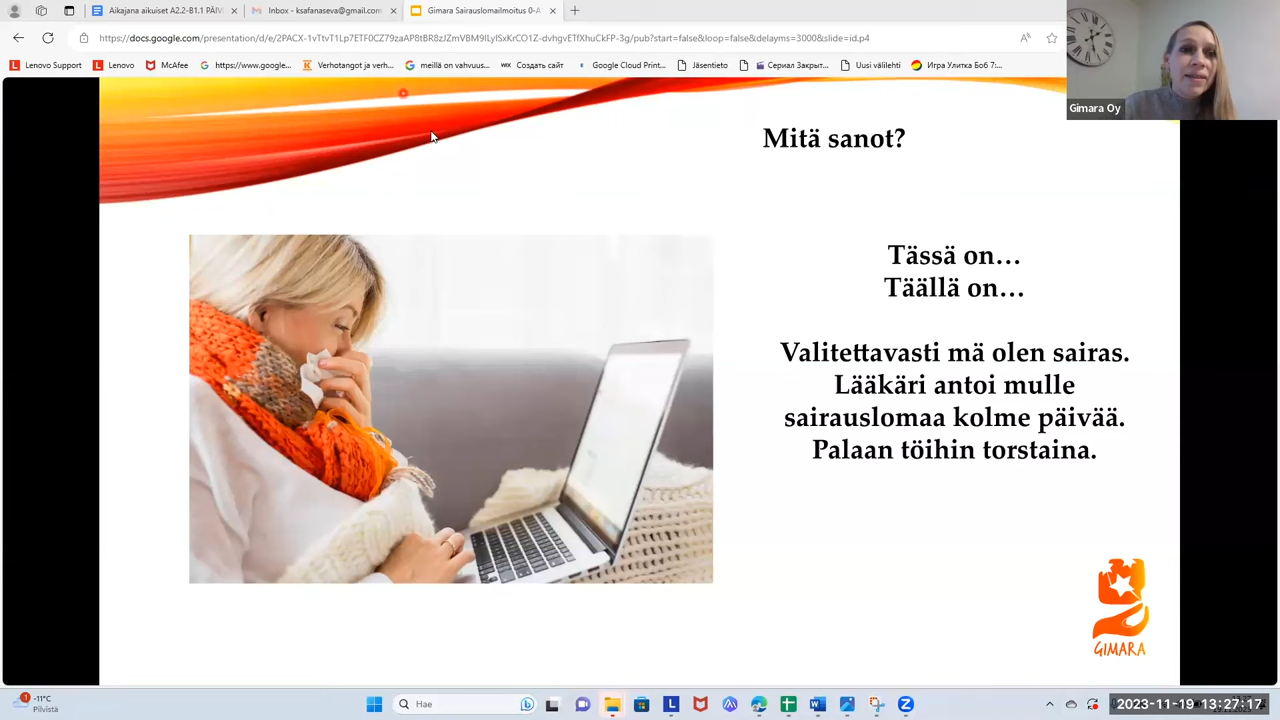 Aikajana aikuiset A2.2-B1.1 PÄIV
Inbox - ksafanaseva@gmail.com
Gimara Sairauslomailmoitus 0-A
https://docs.google.com/presentation/d/e/2PACX-1vTtvT1Lp7ETF0CZ79zaAP8tBR8zJZmVBM9ILyISxKrCO1Z-dvhgvETfXhuCkFP-3g/pub?start=false&loop=false&delayms=3000&slide=id.p4
Lenovo Support
Lenovo
McAfee
https://www.google...
Verhotangot ja verh...
meillä on vahvuus...
Создать сайт
Google Cloud Print...
Jäsentieto
Сериал Закрыт...
Uusi välilehti
Игра Улитка Боб 7:...
Gimara Oy
Mitä sanot?
Tässä on...
Täällä on...
Valitettavasti mä olen sairas.
Lääkäri antoi mulle
sairauslomaa kolme päivää.
Palaan töihin torstaina.
GIMARA
-11°C
Pilvistä
Hae
2023-11-19 13:27:17